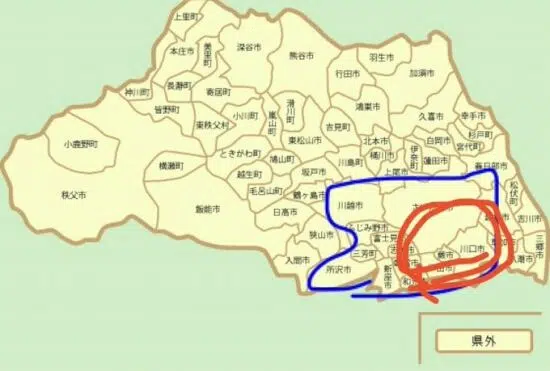 上里町
本庄市
美里町
深谷市
熊谷市
羽生市
行田市
加須市
神川町
長瀞町
寄居町
皆野町
東秩父村
小川町
嵐山町
滑川町
東松山市
吉見町
鴻巣市
久喜市
幸手市
杉戸町
宮代町
白岡市
蓮田市
伊奈町
北本市
桶川市
川島町
上尾市
春日部市
小鹿野町
秩父市
横瀬町
ときがわ町
鳩山町
越生町
毛呂山町
坂戸市
鶴ヶ島市
飯能市
日高市
川越市
狭山市
入間市
所沢市
ふじみ野市
富士見
三芳町
新座市
川口市
蕨市
松伏町
吉川市
三郷市
八潮市
県外